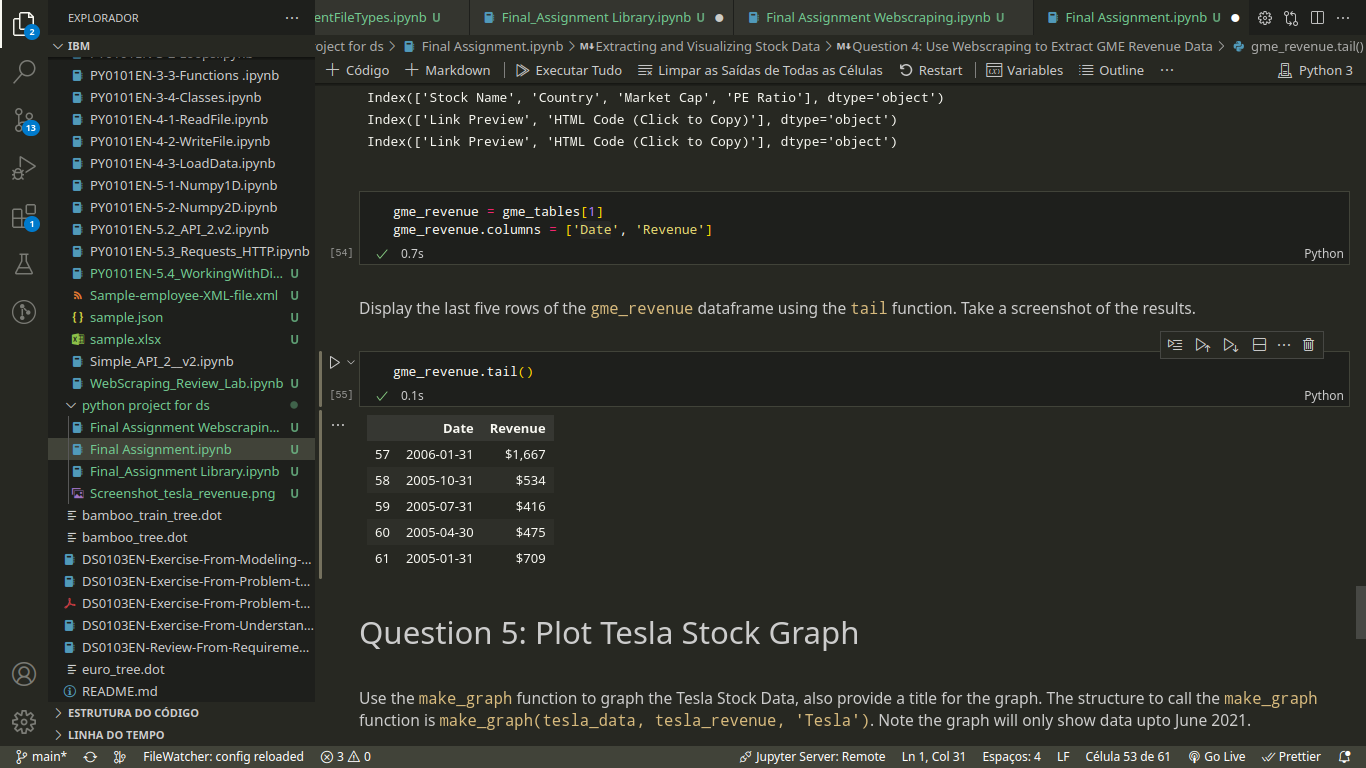 EXPLORADOR
entFileTypes.ipynb U
Final_Assignment Library.ipynb U
Final Assignment Webscraping.ipynb U
Final Assignment.ipynb U
IBM
oject for ds > Final Assignment.ipynb > Extracting and Visualizing Stock Data > Question 4: Use Webscraping to Extract GME Revenue Data > gme_revenue.tail()
+ Código + Markdown Executar Tudo Limpar as Saídas de Todas as Células Restart Variables Outline ··· Python 3
PY0101EN-3-3-Functions .ipynb
PY0101EN-3-4-Classes.ipynb
PY0101EN-4-1-ReadFile.ipynb
PY0101EN-4-2-WriteFile.ipynb
PY0101EN-4-3-LoadData.ipynb
PY0101EN-5-1-Numpy1D.ipynb
PY0101EN-5-2-Numpy2D.ipynb
PY0101EN-5.2_API_2.v2.ipynb
PY0101EN-5.3_Requests_HTTP.ipynb
PY0101EN-5.4_WorkingWithDi... U
Sample-employee-XML-file.xml U
sample.json U
sample.xlsx U
Simple_API_2__v2.ipynb
WebScraping_Review_Lab.ipynb U
python project for ds
Final Assignment Webscrapin... U
Final Assignment.ipynb U
Final_Assignment Library.ipynb U
Screenshot_tesla_revenue.png U
bamboo_train_tree.dot
bamboo_tree.dot
DS0103EN-Exercise-From-Modeling-...
DS0103EN-Exercise-From-Problem-t...
DS0103EN-Exercise-From-Problem-t...
DS0103EN-Exercise-From-Understan...
DS0103EN-Review-From-Requireme...
euro_tree.dot
README.md
ESTRUTURA DO CÓDIGO
LINHA DO TEMPO
2
13
1
Index(['Stock Name', 'Country', 'Market Cap', 'PE Ratio'], dtype='object')
Index(['Link Preview', 'HTML Code (Click to Copy)'], dtype='object')
Index(['Link Preview', 'HTML Code (Click to Copy)'], dtype='object')
gme_revenue = gme_tables[1]
gme_revenue.columns = ['Date', 'Revenue']
[54] 0.7s Python
Display the last five rows of the gme_revenue dataframe using the tail function. Take a screenshot of the results.
gme_revenue.tail()
[55] 0.1s Python
Date Revenue
57 2006-01-31 $1,667
58 2005-10-31 $534
59 2005-07-31 $416
60 2005-04-30 $475
61 2005-01-31 $709
Question 5: Plot Tesla Stock Graph
Use the make_graph function to graph the Tesla Stock Data, also provide a title for the graph. The structure to call the make_graph
function is make_graph(tesla_data, tesla_revenue, 'Tesla'). Note the graph will only show data upto June 2021.
main* FileWatcher: config reloaded 3 0 Jupyter Server: Remote Ln 1, Col 31 Espaços: 4 LF Célula 53 de 61 Go Live Prettier